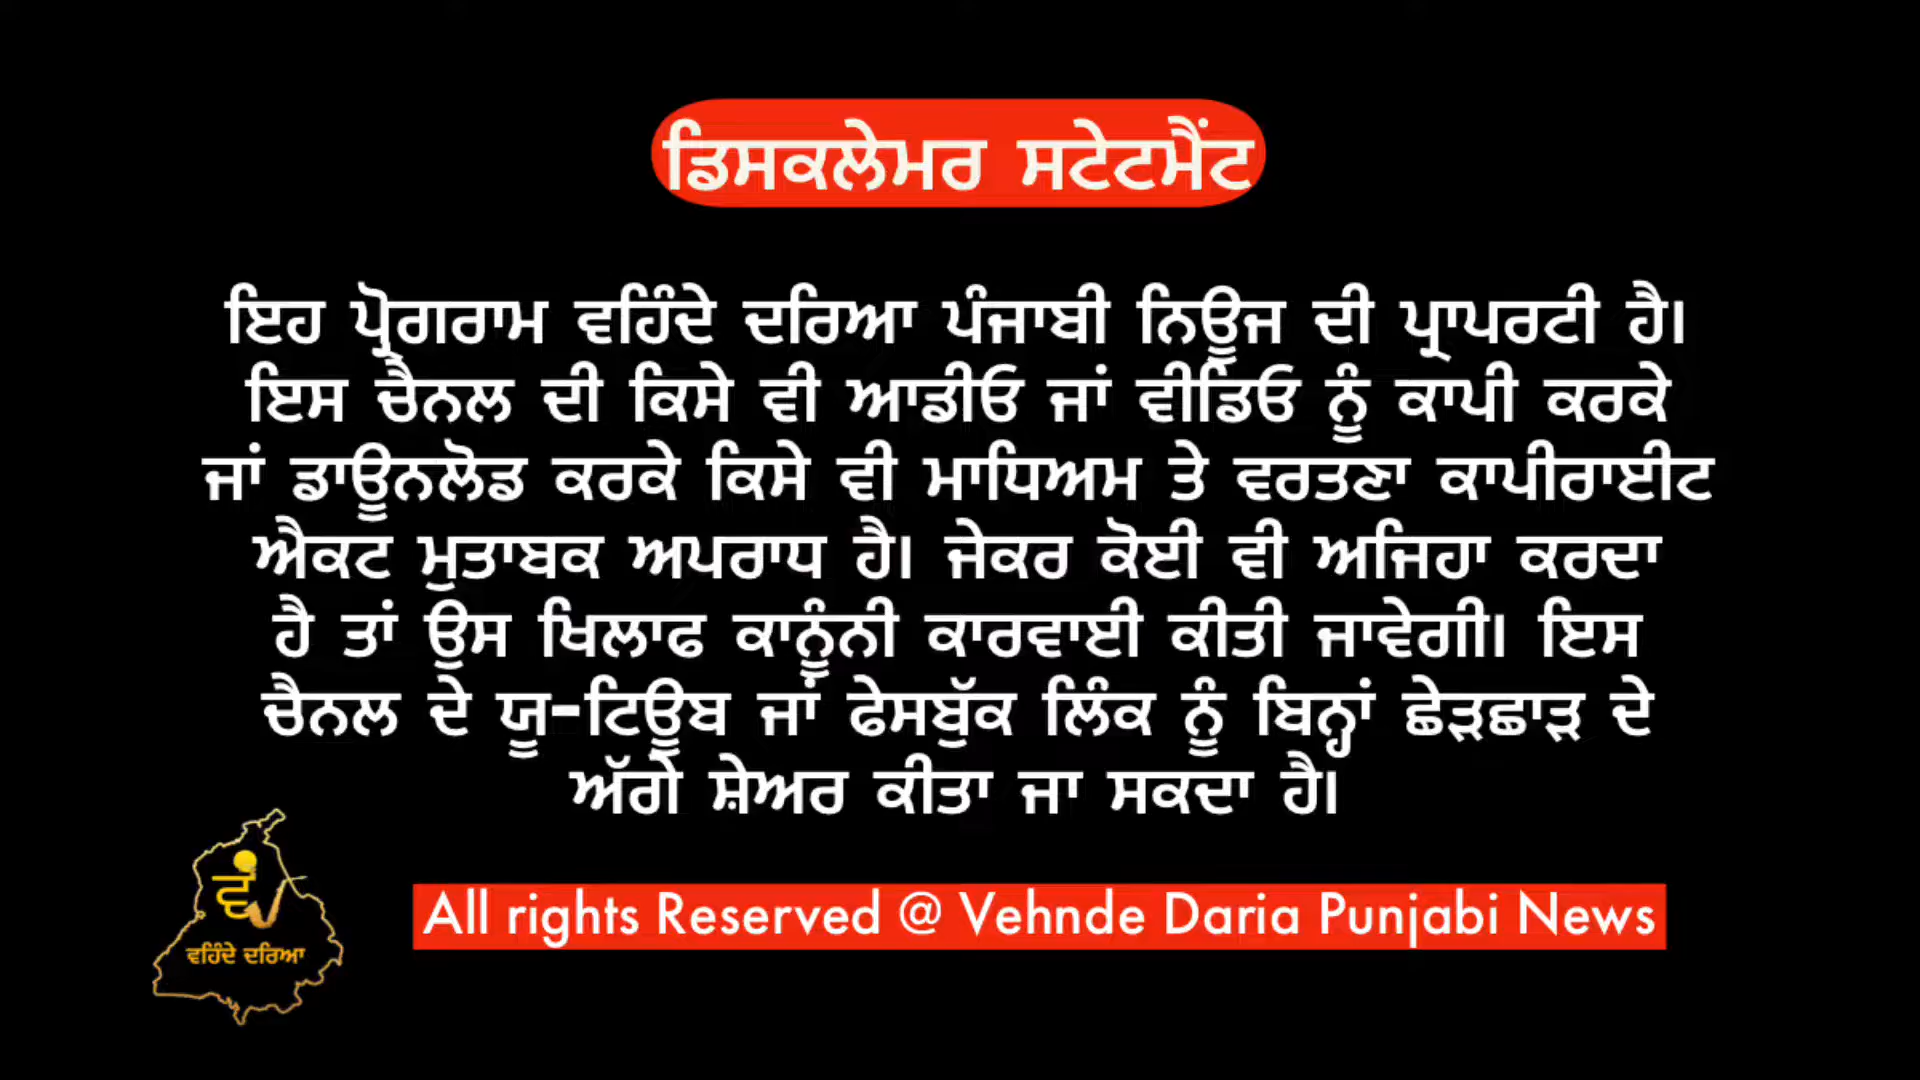 ਡਿਸਕਲੇਮਰ ਸਟੇਟਮੈਂਟ
ਇਹ ਪ੍ਰੋਗਰਾਮ ਵਹਿੰਦੇ ਦਰਿਆ ਪੰਜਾਬੀ ਨਿਊਜ ਦੀ ਪ੍ਰਾਪਰਟੀ ਹੈ।
ਇਸ ਚੈਨਲ ਦੀ ਕਿਸੇ ਵੀ ਆਡੀਓ ਜਾਂ ਵੀਡਿਓ ਨੂੰ ਕਾਪੀ ਕਰਕੇ
ਜਾਂ ਡਾਊਨਲੋਡ ਕਰਕੇ ਕਿਸੇ ਵੀ ਮਾਧਿਅਮ ਤੇ ਵਰਤਣਾ ਕਾਪੀਰਾਈਟ
ਐਕਟ ਮੁਤਾਬਕ ਅਪਰਾਧ ਹੈ। ਜੇਕਰ ਕੋਈ ਵੀ ਅਜਿਹਾ ਕਰਦਾ
ਹੈ ਤਾਂ ਉਸ ਖਿਲਾਫ ਕਾਨੂੰਨੀ ਕਾਰਵਾਈ ਕੀਤੀ ਜਾਵੇਗੀ। ਇਸ
ਚੈਨਲ ਦੇ ਯੂ-ਟਿਊਬ ਜਾਂ ਫੇਸਬੁੱਕ ਲਿੰਕ ਨੂੰ ਬਿਨ੍ਹਾਂ ਛੇੜਛਾੜ ਦੇ
ਅੱਗੇ ਸ਼ੇਅਰ ਕੀਤਾ ਜਾ ਸਕਦਾ ਹੈ।
ਵਹਿੰਦੇ ਦਰਿਆ
All rights Reserved @ Vehnde Daria Punjabi News